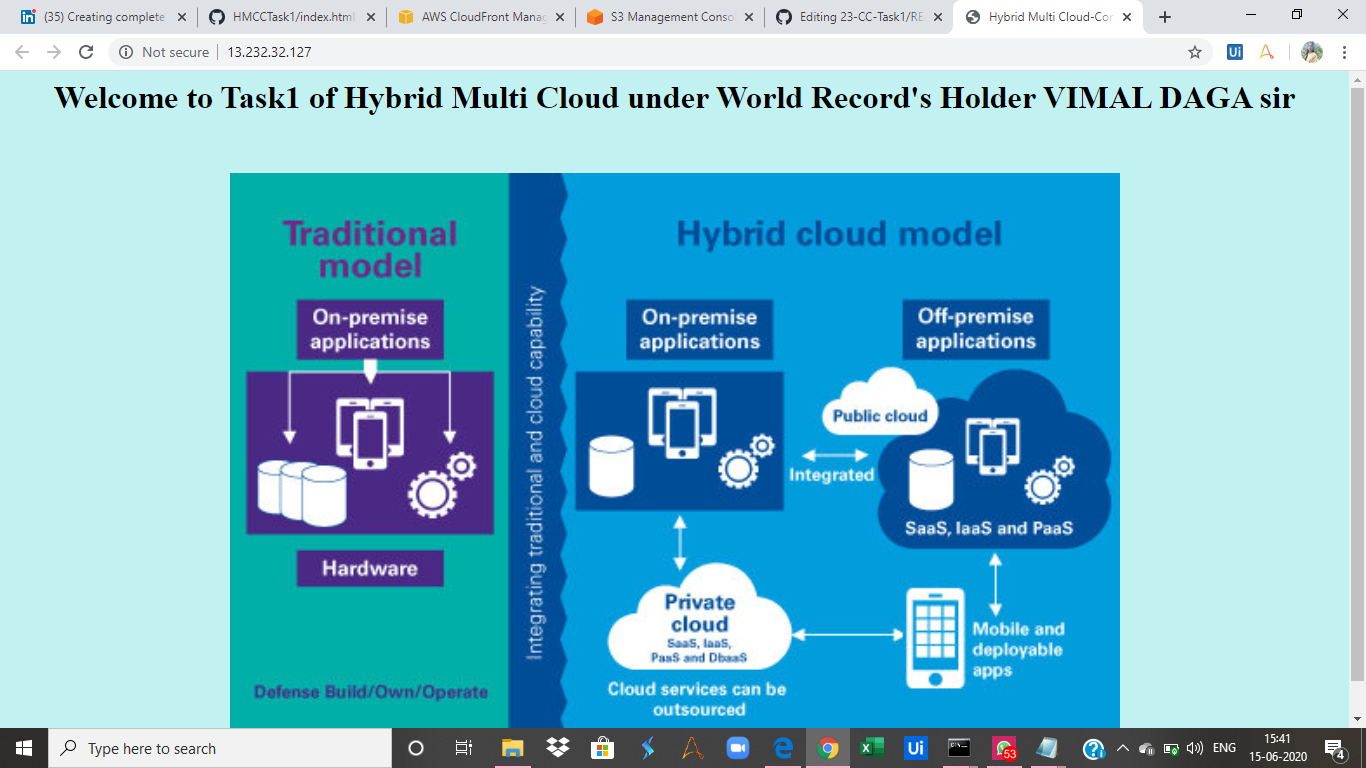 (35) Creating complete
HMCCTask1/index.html
AWS CloudFront Manag
S3 Management Conso
Editing 23-CC-Task1/RE
Hybrid Multi Cloud-Cor
Not secure
13.232.32.127
Ui
Welcome to Task1 of Hybrid Multi Cloud under World Record's Holder VIMAL DAGA sir
Traditional
model
On-premise
applications
Hardware
Defense Build/Own/Operate
Integrating traditional and cloud capability
Hybrid cloud model
On-premise
applications
Off-premise
applications
Public cloud
Integrated
SaaS, IaaS and PaaS
Private
cloud
SaaS, IaaS,
PaaS and DbaaS
Cloud services can be
outsourced
Mobile and
deployable
apps
Type here to search
Ui
53
ENG
15:41
15-06-2020
4